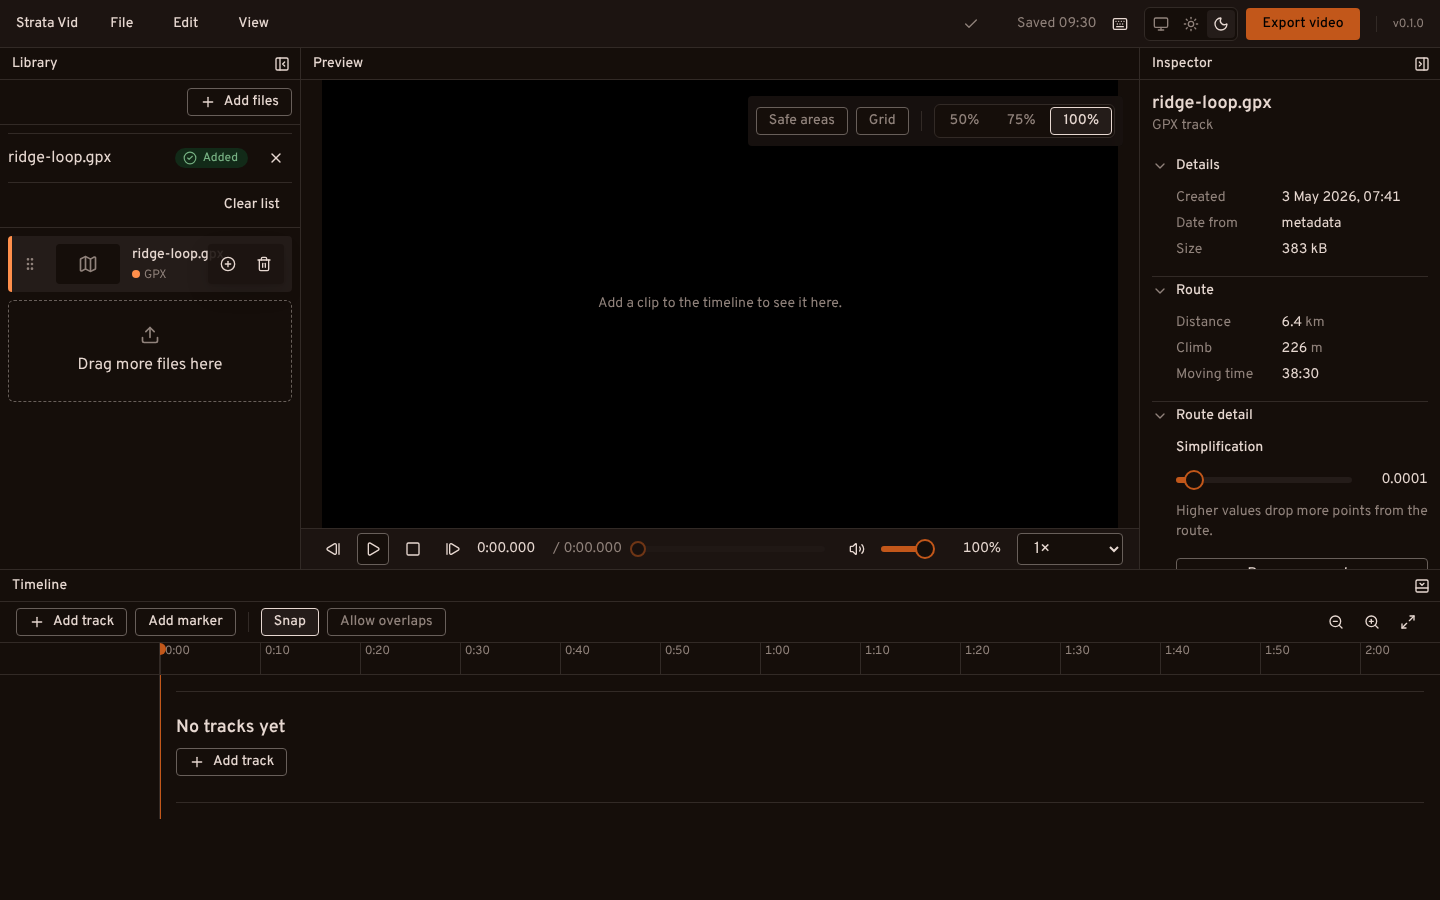 Strata Vid File Edit View Saved 09:30 Export video v0.1.0
Library
Add files
ridge-loop.gpx Added
Clear list
ridge-loop.g
GPX
Drag more files here
Preview
Safe areas Grid 50% 75% 100%
Add a clip to the timeline to see it here.
0:00.000 / 0:00.000 100% 1×
Inspector
ridge-loop.gpx
GPX track
Details
Created 3 May 2026, 07:41
Date from metadata
Size 383 kB
Route
Distance 6.4 km
Climb 226 m
Moving time 38:30
Route detail
Simplification
0.0001
Higher values drop more points from the
route.
Timeline
Add track Add marker Snap Allow overlaps
0:00 0:10 0:20 0:30 0:40 0:50 1:00 1:10 1:20 1:30 1:40 1:50 2:00
No tracks yet
Add track